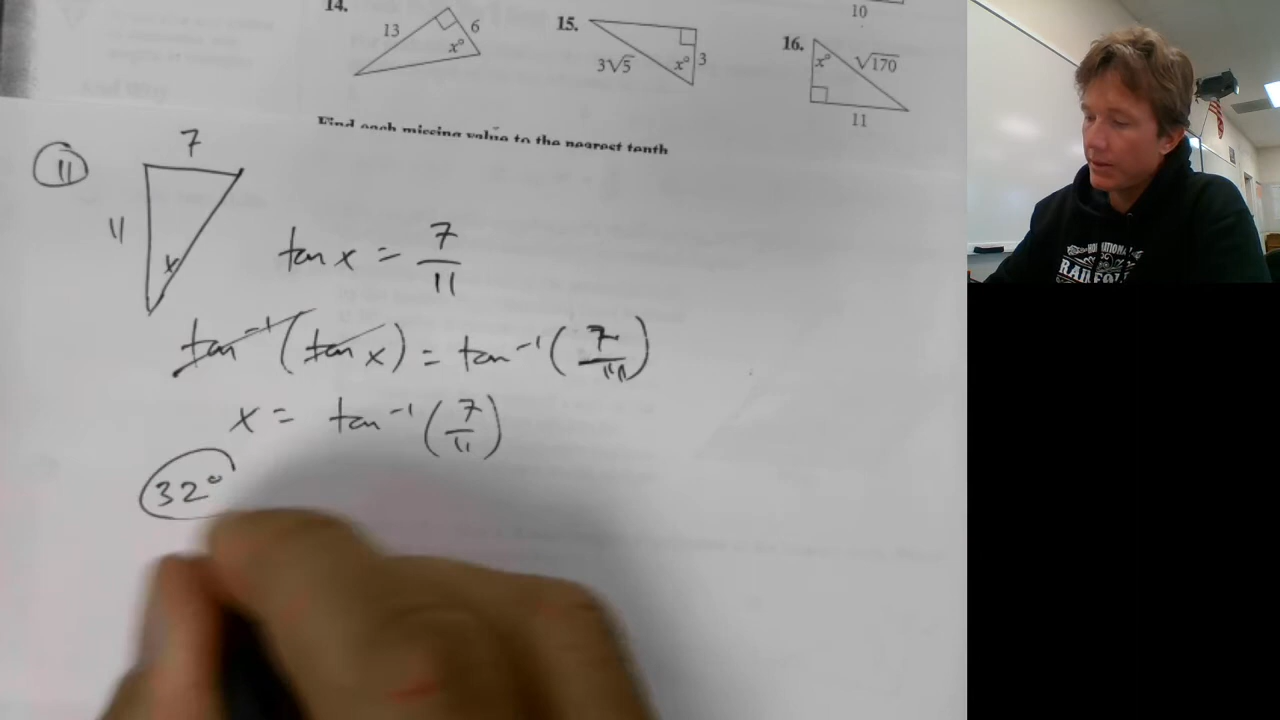 14.
13
6
x°
15.
3√5
x°
3
10
16.
x°
√170
11
Find each missing value to the nearest tenth
11
7
11
x
tan x = 7/11
tan⁻¹(tan x) = tan⁻¹(7/11)
x = tan⁻¹(7/11)
32°